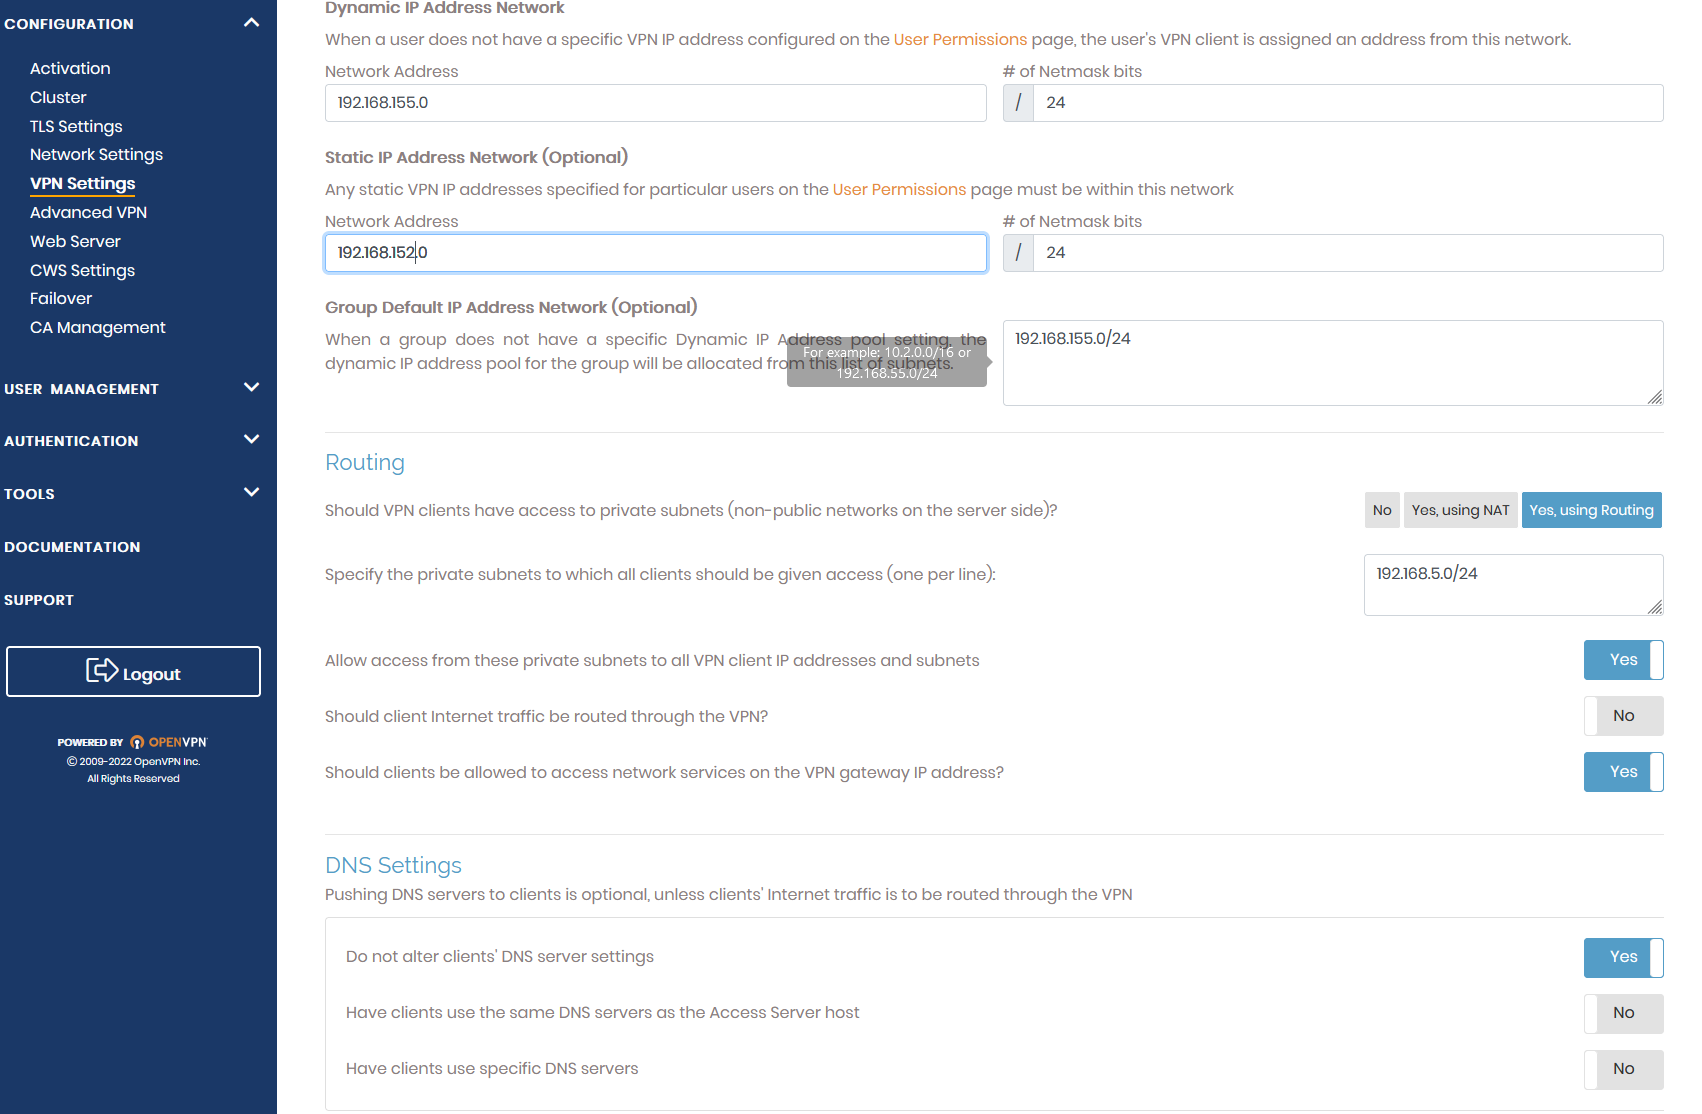 CONFIGURATION
Activation
Cluster
TLS Settings
Network Settings
VPN Settings
Advanced VPN
Web Server
CWS Settings
Failover
CA Management
USER MANAGEMENT
AUTHENTICATION
TOOLS
DOCUMENTATION
SUPPORT
Logout
POWERED BY OPENVPN
© 2009-2022 OpenVPN Inc.
All Rights Reserved
Dynamic IP Address Network
When a user does not have a specific VPN IP address configured on the User Permissions page, the user's VPN client is assigned an address from this network.
Network Address
# of Netmask bits
192.168.155.0
/ 24
Static IP Address Network (Optional)
Any static VPN IP addresses specified for particular users on the User Permissions page must be within this network
Network Address
# of Netmask bits
192.168.152.0
/ 24
Group Default IP Address Network (Optional)
When a group does not have a specific Dynamic IP Address pool setting, the
dynamic IP address pool for the group will be allocated from this list of subnets.
For example: 10.2.0.0/16 or
192.168.55.0/24
192.168.155.0/24
Routing
Should VPN clients have access to private subnets (non-public networks on the server side)?
No
Yes, using NAT
Yes, using Routing
Specify the private subnets to which all clients should be given access (one per line):
192.168.5.0/24
Allow access from these private subnets to all VPN client IP addresses and subnets
Yes
Should client Internet traffic be routed through the VPN?
No
Should clients be allowed to access network services on the VPN gateway IP address?
Yes
DNS Settings
Pushing DNS servers to clients is optional, unless clients' Internet traffic is to be routed through the VPN
Do not alter clients' DNS server settings
Yes
Have clients use the same DNS servers as the Access Server host
No
Have clients use specific DNS servers
No